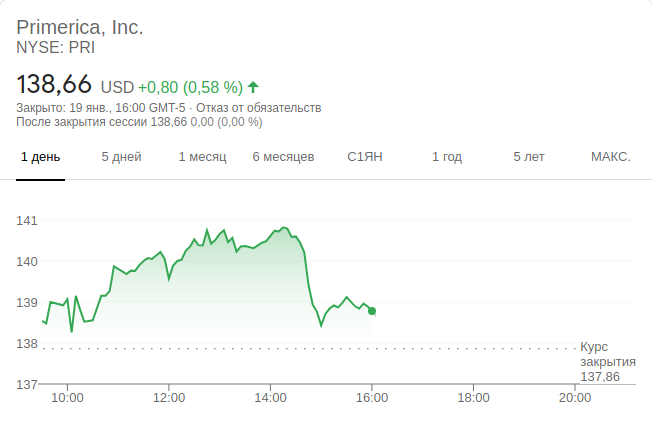 Primerica, Inc.
NYSE: PRI
138,66 USD +0,80 (0,58 %)
Закрыто: 19 янв., 16:00 GMT-5 · Отказ от обязательств
После закрытия сессии 138,66 0,00 (0,00 %)
1 день 5 дней 1 месяц 6 месяцев С1ЯН 1 год 5 лет МАКС.
141
140
139
138
Курс
закрытия
137,86
137
10:00 12:00 14:00 16:00 18:00 20:00